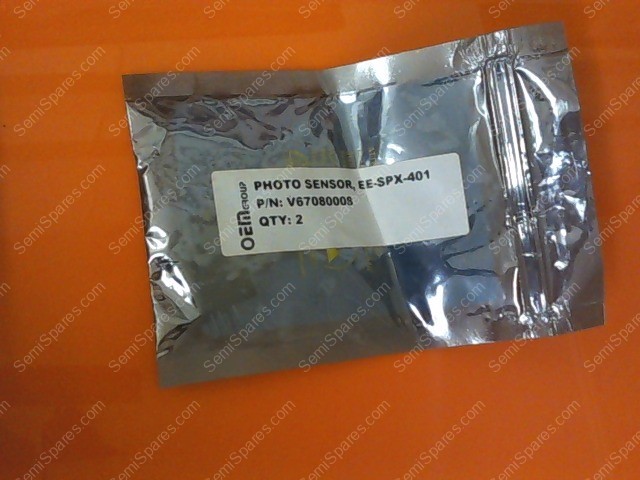 OEM GROUP
PHOTO SENSOR, EE-SPX-401
P/N: V67080008
QTY: 2
SemiSpares.com